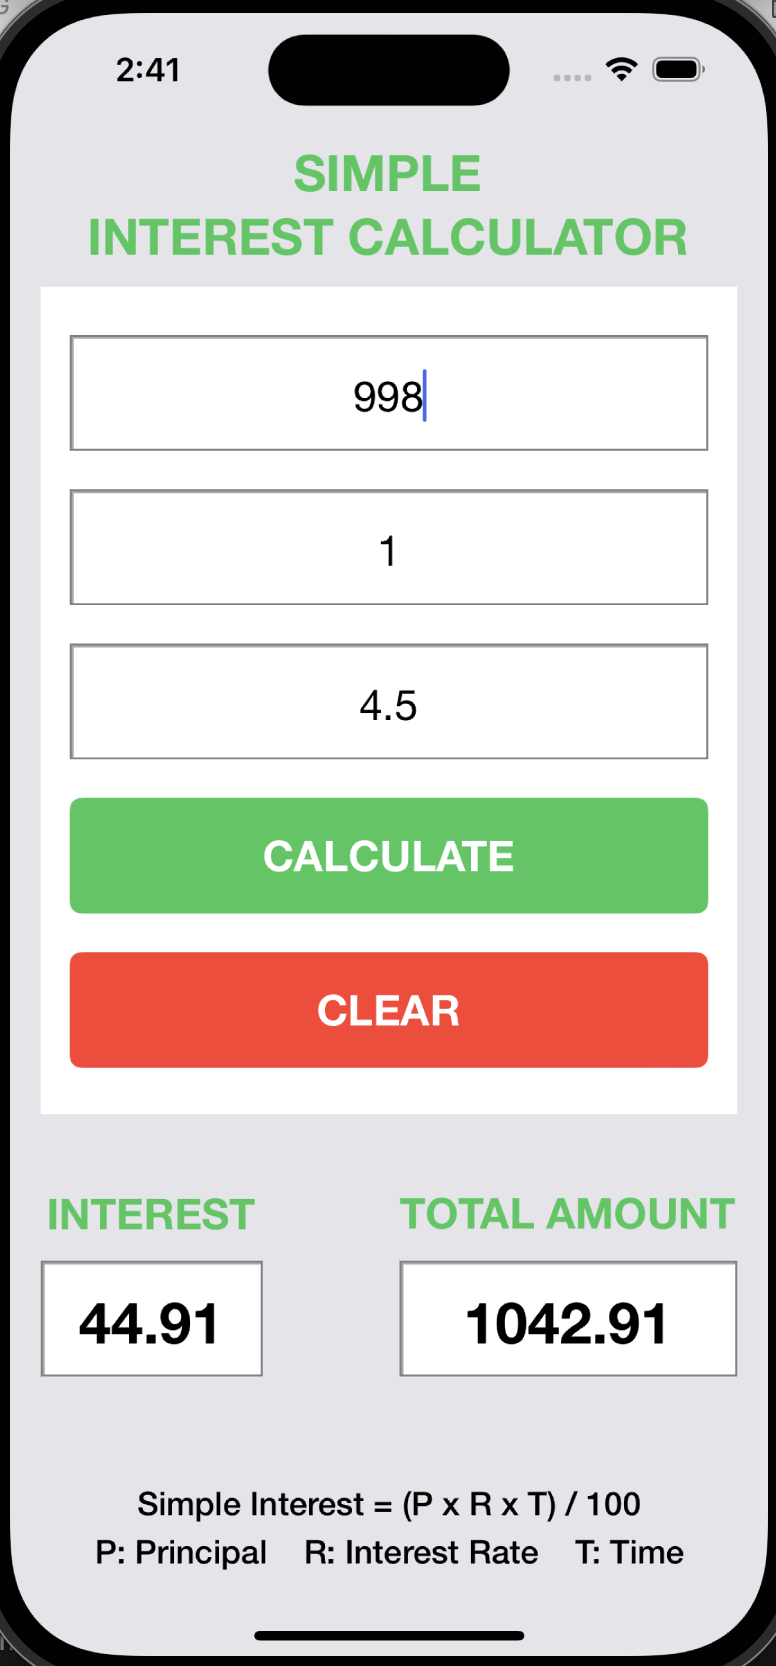 2:41
SIMPLE
INTEREST CALCULATOR
998
1
4.5
CALCULATE
CLEAR
INTEREST TOTAL AMOUNT
44.91 1042.91
Simple Interest = (P x R x T) / 100
P: Principal R: Interest Rate T: Time